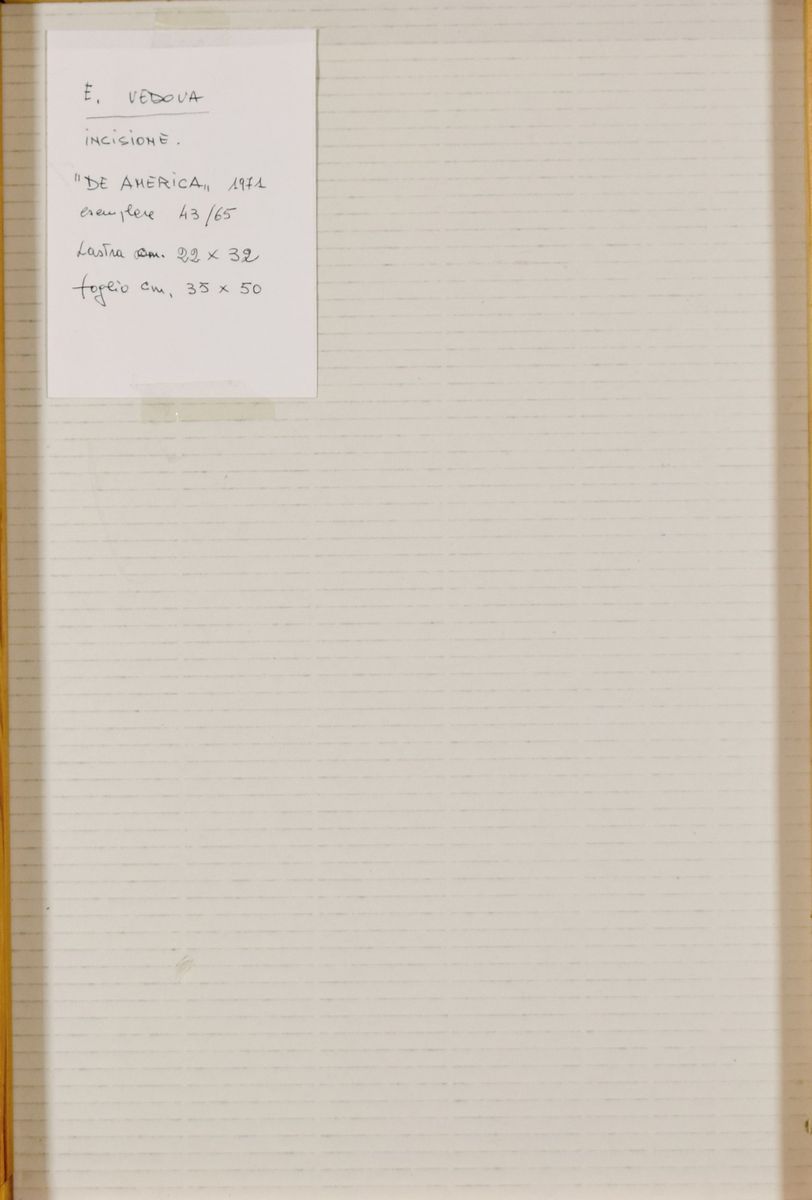 E. VEDOVA
INCISIONE.
"DE AMERICA„ 1971
esemplare 43/65
Lastra cm. 22 x 32
foglio cm. 35 x 50